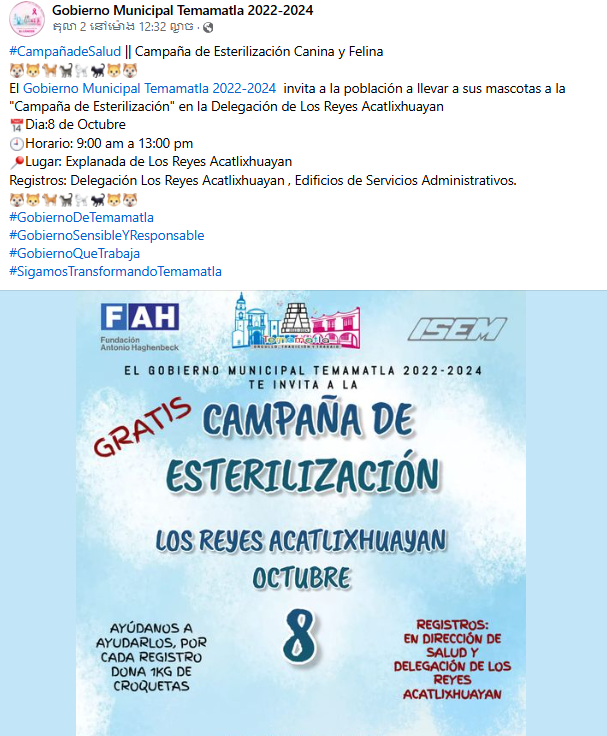 Gobierno Municipal Temamatla 2022-2024
តុលា 2 នៅម៉ោង 12:32 ល្ងាច ·
#CampañadeSalud || Campaña de Esterilización Canina y Felina
🐶🐱🐕🐈🐩🐈‍⬛🐱🐶
El Gobierno Municipal Temamatla 2022-2024 invita a la población a llevar a sus mascotas a la
"Campaña de Esterilización" en la Delegación de Los Reyes Acatlixhuayan
📅Dia:8 de Octubre
🕘Horario: 9:00 am a 13:00 pm
📍Lugar: Explanada de Los Reyes Acatlixhuayan
Registros: Delegación Los Reyes Acatlixhuayan , Edificios de Servicios Administrativos.
🐶🐱🐕🐈🐩🐈‍⬛🐱🐶
#GobiernoDeTemamatla
#GobiernoSensibleYResponsable
#GobiernoQueTrabaja
#SigamosTransformandoTemamatla
FAH
Fundación
Antonio Haghenbeck
Temamatla
ISEM
EL GOBIERNO MUNICIPAL TEMAMATLA 2022-2024
TE INVITA A LA
GRATIS
CAMPAÑA DE
ESTERILIZACIÓN
LOS REYES ACATLIXHUAYAN
OCTUBRE
8
AYÚDANOS A
AYUDARLOS, POR
CADA REGISTRO
DONA 1KG DE
CROQUETAS
REGISTROS:
EN DIRECCIÓN DE
SALUD Y
DELEGACIÓN DE LOS
REYES
ACATLIXHUAYAN